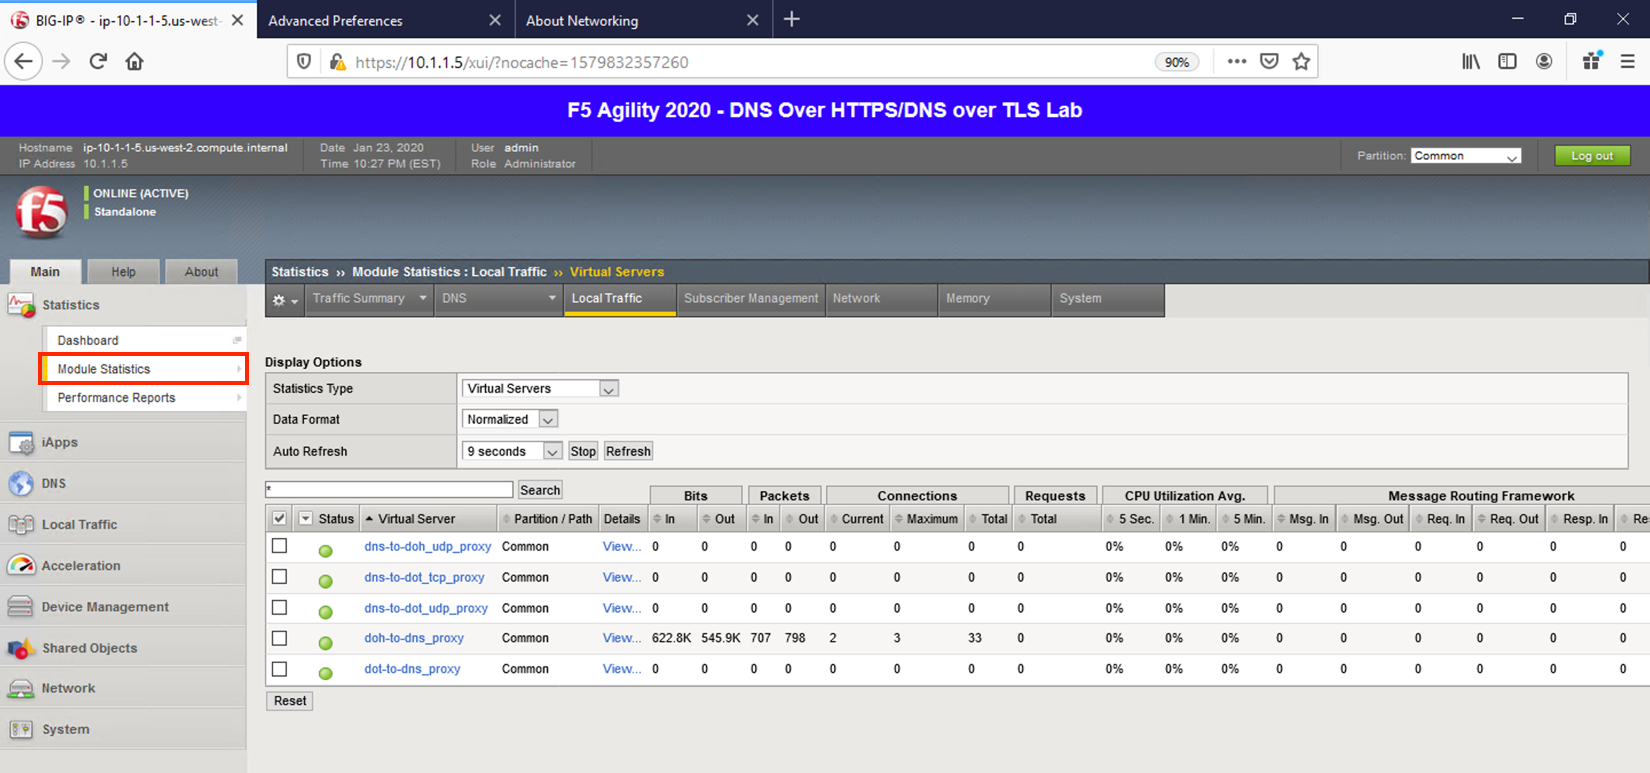 BIG-IP® - ip-10-1-1-5.us-west-
Advanced Preferences
About Networking
https://10.1.1.5/xui/?nocache=1579832357260
90%
F5 Agility 2020 - DNS Over HTTPS/DNS over TLS Lab
Hostname ip-10-1-1-5.us-west-2.compute.internal
IP Address 10.1.1.5
Date Jan 23, 2020
Time 10:27 PM (EST)
User admin
Role Administrator
Partition: Common
Log out
f5
ONLINE (ACTIVE)
Standalone
Main Help About
Statistics
Dashboard
Module Statistics
Performance Reports
iApps
DNS
Local Traffic
Acceleration
Device Management
Shared Objects
Network
System
Statistics ›› Module Statistics : Local Traffic ›› Virtual Servers
Traffic Summary DNS Local Traffic Subscriber Management Network Memory System
Display Options
Statistics Type Virtual Servers
Data Format Normalized
Auto Refresh 9 seconds Stop Refresh
* Search
Bits Packets Connections Requests CPU Utilization Avg. Message Routing Framework
Status Virtual Server Partition / Path Details In Out In Out Current Maximum Total Total 5 Sec. 1 Min. 5 Min. Msg. In Msg. Out Req. In Req. Out Resp. In Res
dns-to-doh_udp_proxy Common View... 0 0 0 0 0 0 0 0 0% 0% 0% 0 0 0 0 0 0
dns-to-dot_tcp_proxy Common View... 0 0 0 0 0 0 0 0 0% 0% 0% 0 0 0 0 0 0
dns-to-dot_udp_proxy Common View... 0 0 0 0 0 0 0 0 0% 0% 0% 0 0 0 0 0 0
doh-to-dns_proxy Common View... 622.8K 545.9K 707 798 2 3 33 0 0% 0% 0% 0 0 0 0 0 0
dot-to-dns_proxy Common View... 0 0 0 0 0 0 0 0 0% 0% 0% 0 0 0 0 0 0
Reset